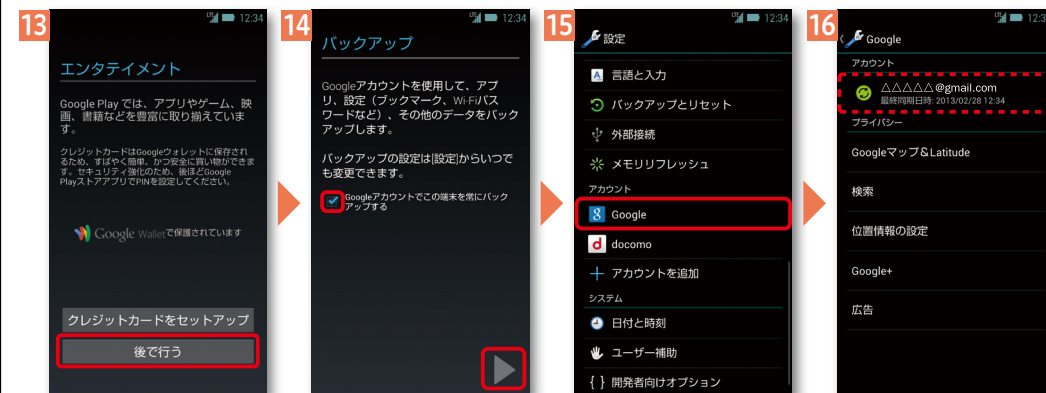 13
LTE 12:34
エンタテイメント
Google Play では、アプリやゲーム、映
画、書籍などを豊富に取り揃えていま
す。
クレジットカードはGoogleウォレットに保存され
るため、すばやく簡単、かつ安全に買い物ができま
す。セキュリティ強化のため、後ほどGoogle
PlayストアアプリでPINを設定してください。
Google Walletで保護されています
クレジットカードをセットアップ
後で行う
14
LTE 12:34
バックアップ
Googleアカウントを使用して、アプ
リ、設定（ブックマーク、Wi-Fiパス
ワードなど）、その他のデータをバック
アップします。
バックアップの設定は[設定]からいつで
も変更できます。
Googleアカウントでこの端末を常にバック
アップする
15
LTE 12:34
設定
A 言語と入力
バックアップとリセット
外部接続
メモリリフレッシュ
アカウント
8 Google
d docomo
＋ アカウントを追加
システム
日付と時刻
ユーザー補助
{ } 開発者向けオプション
16
LTE 12:3
Google
アカウント
△△△△△@gmail.com
最終同期日時: 2013/02/28 12:34
プライバシー
Googleマップ&Latitude
検索
位置情報の設定
Google+
広告